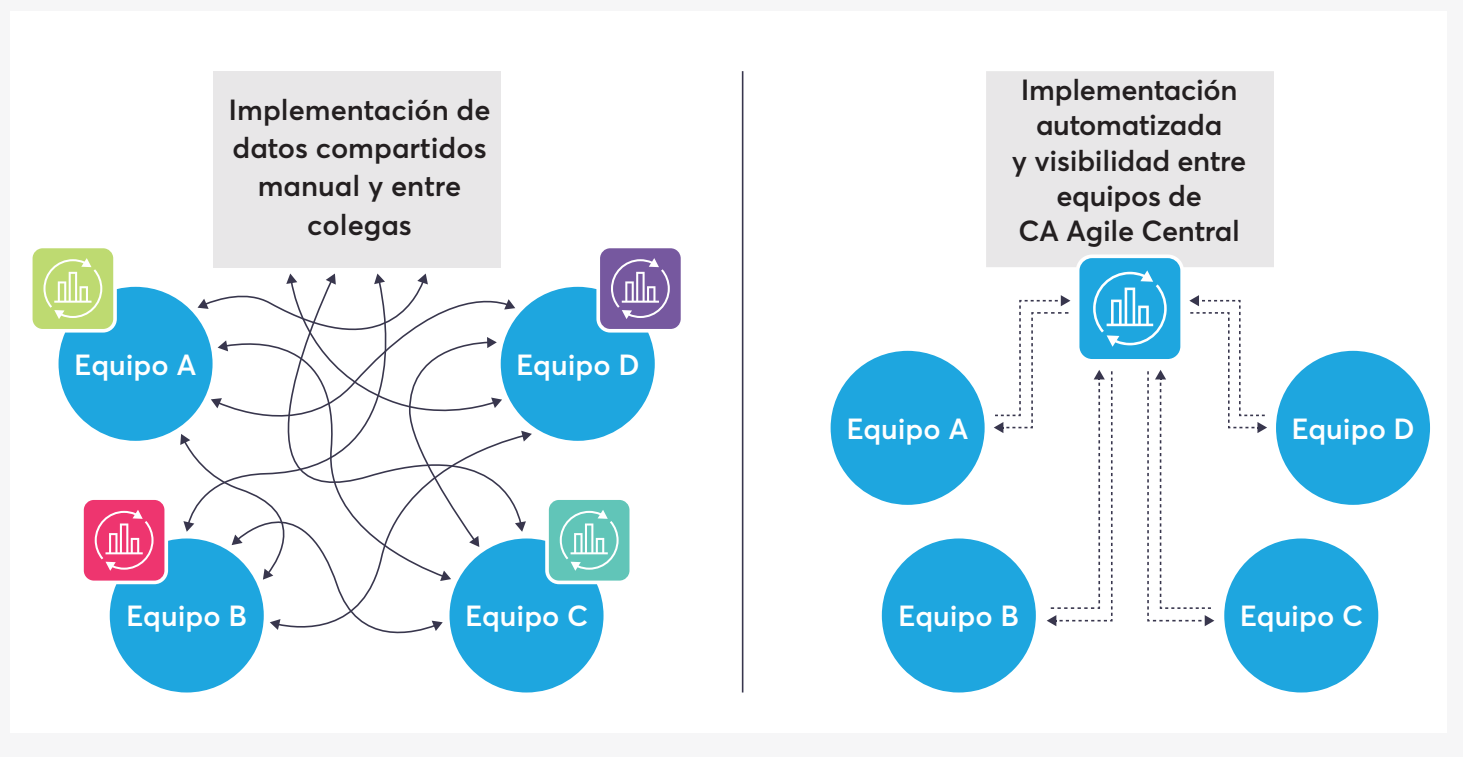 Implementación de
datos compartidos
manual y entre
colegas
Equipo A
Equipo D
Equipo B
Equipo C
Implementación
automatizada
y visibilidad entre
equipos de
CA Agile Central
Equipo A
Equipo D
Equipo B
Equipo C